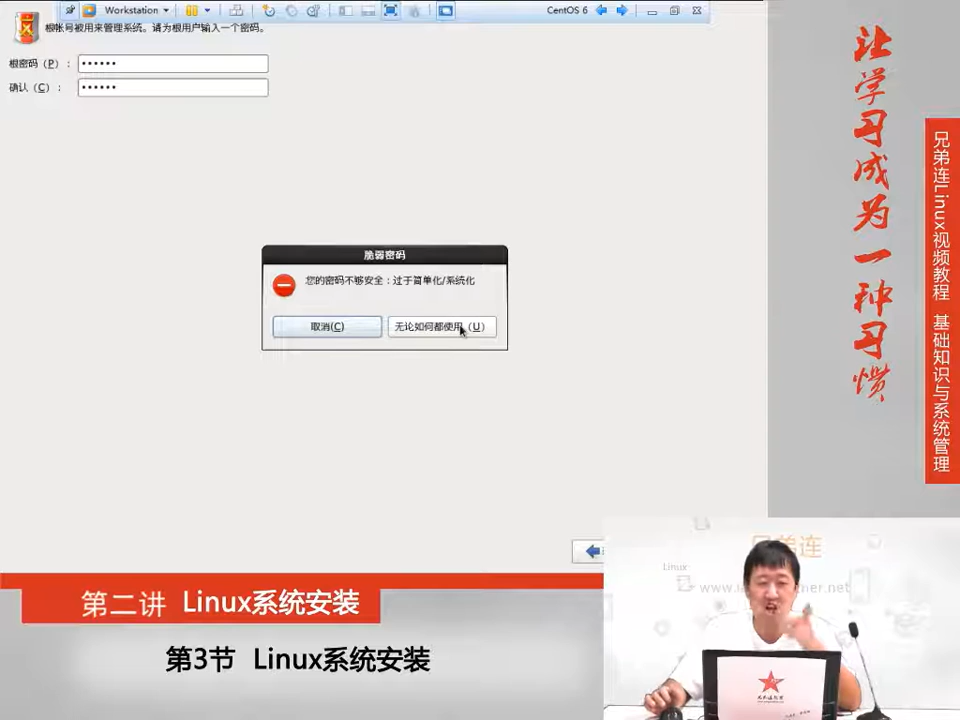 Workstation
CentOS 6
根帐号被用来管理系统。请为根用户输入一个密码。
根密码（P）：
确认（C）：
脆弱密码
您的密码不够安全：过于简单化/系统化
取消(C)
无论如何都使用（U）
让学习成为一种习惯
兄弟连Linux视频教程 基础知识与系统管理
兄弟连
Linux
第二讲 Linux系统安装
第3节 Linux系统安装